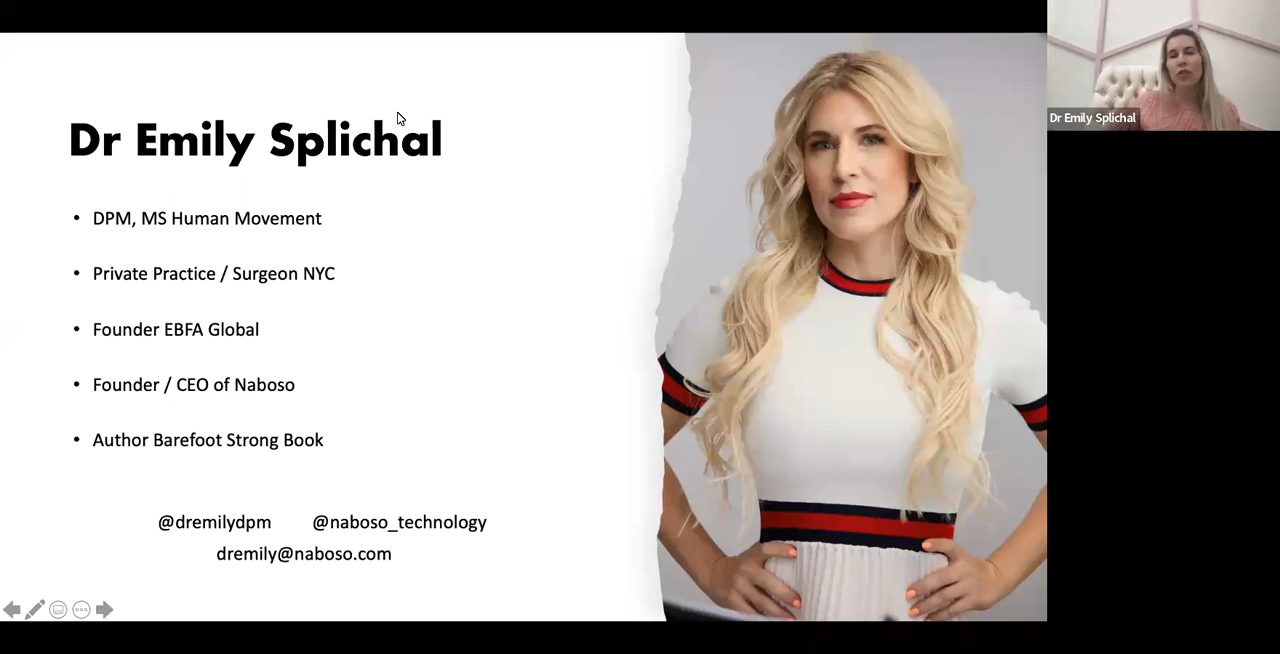 Dr Emily Splichal
• DPM, MS Human Movement
• Private Practice / Surgeon NYC
• Founder EBFA Global
• Founder / CEO of Naboso
• Author Barefoot Strong Book
@dremilydpm @naboso_technology
dremily@naboso.com
Dr Emily Splichal